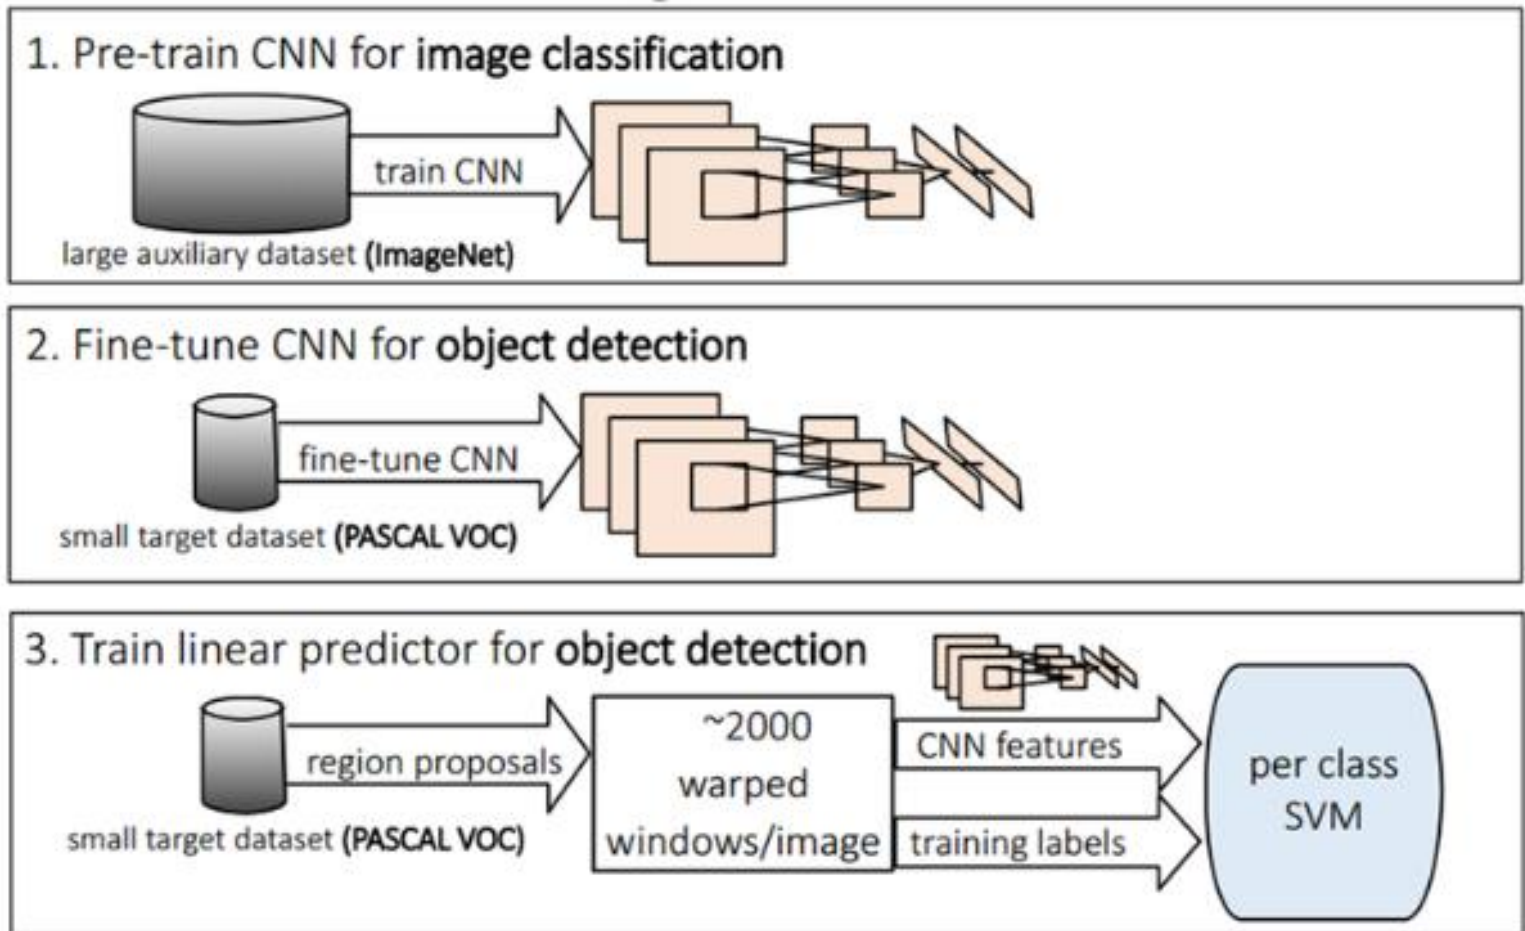 1. Pre-train CNN for image classification
train CNN
large auxiliary dataset (ImageNet)
2. Fine-tune CNN for object detection
fine-tune CNN
small target dataset (PASCAL VOC)
3. Train linear predictor for object detection
region proposals
small target dataset (PASCAL VOC)
~2000
warped
windows/image
CNN features
training labels
per class
SVM